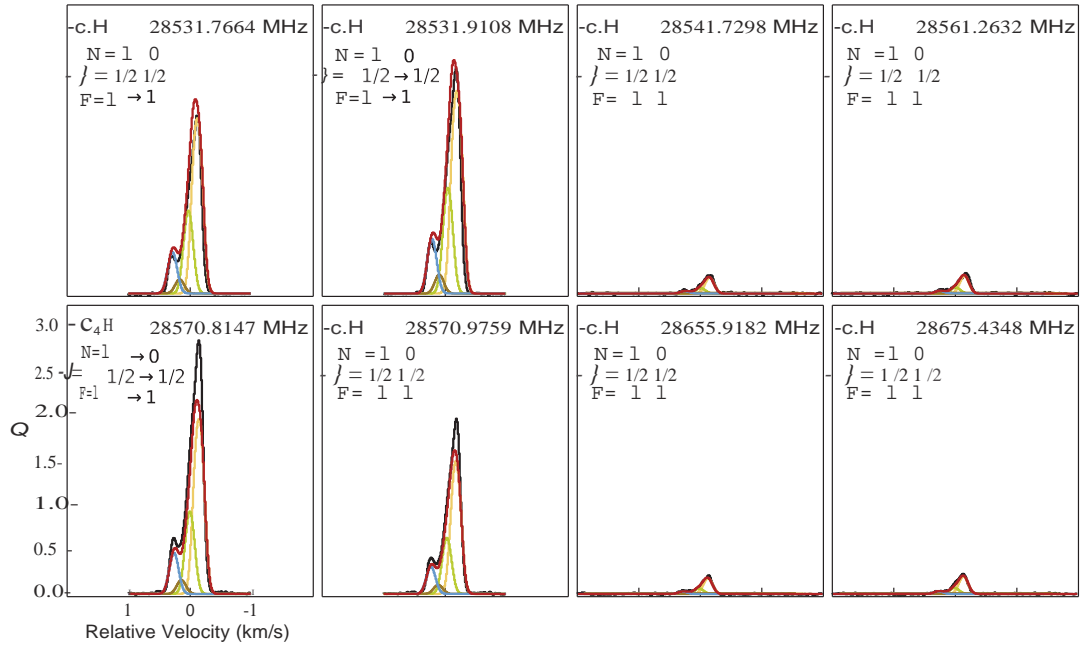 -c.H 28531.7664 MHz
N = 1 0
} = 1/2 1/2
F=1 → 1
-c.H 28531.9108 MHz
N = 1 0
} = 1/2 → 1/2
F=1 → 1
-c.H 28541.7298 MHz
N = 1 0
} = 1/2 1/2
F= 1 1
-c.H 28561.2632 MHz
N = 1 0
} = 1/2 1/2
F= 1 1
3.0
2.5
2.0
1.5-
1.0
0.5
0.0
Q
- C₄H 28570.8147 MHz
N=1 → 0
J= 1/2 → 1/2
F=1 → 1
-c.H 28570.9759 MHz
N = 1 0
} = 1/2 1 /2
F= 1 1
-c.H 28655.9182 MHz
N = 1 0
} = 1/2 1/2
F= 1 1
-c.H 28675.4348 MHz
N = 1 0
} = 1/2 1 /2
F= 1 1
1 0 -1
Relative Velocity (km/s)